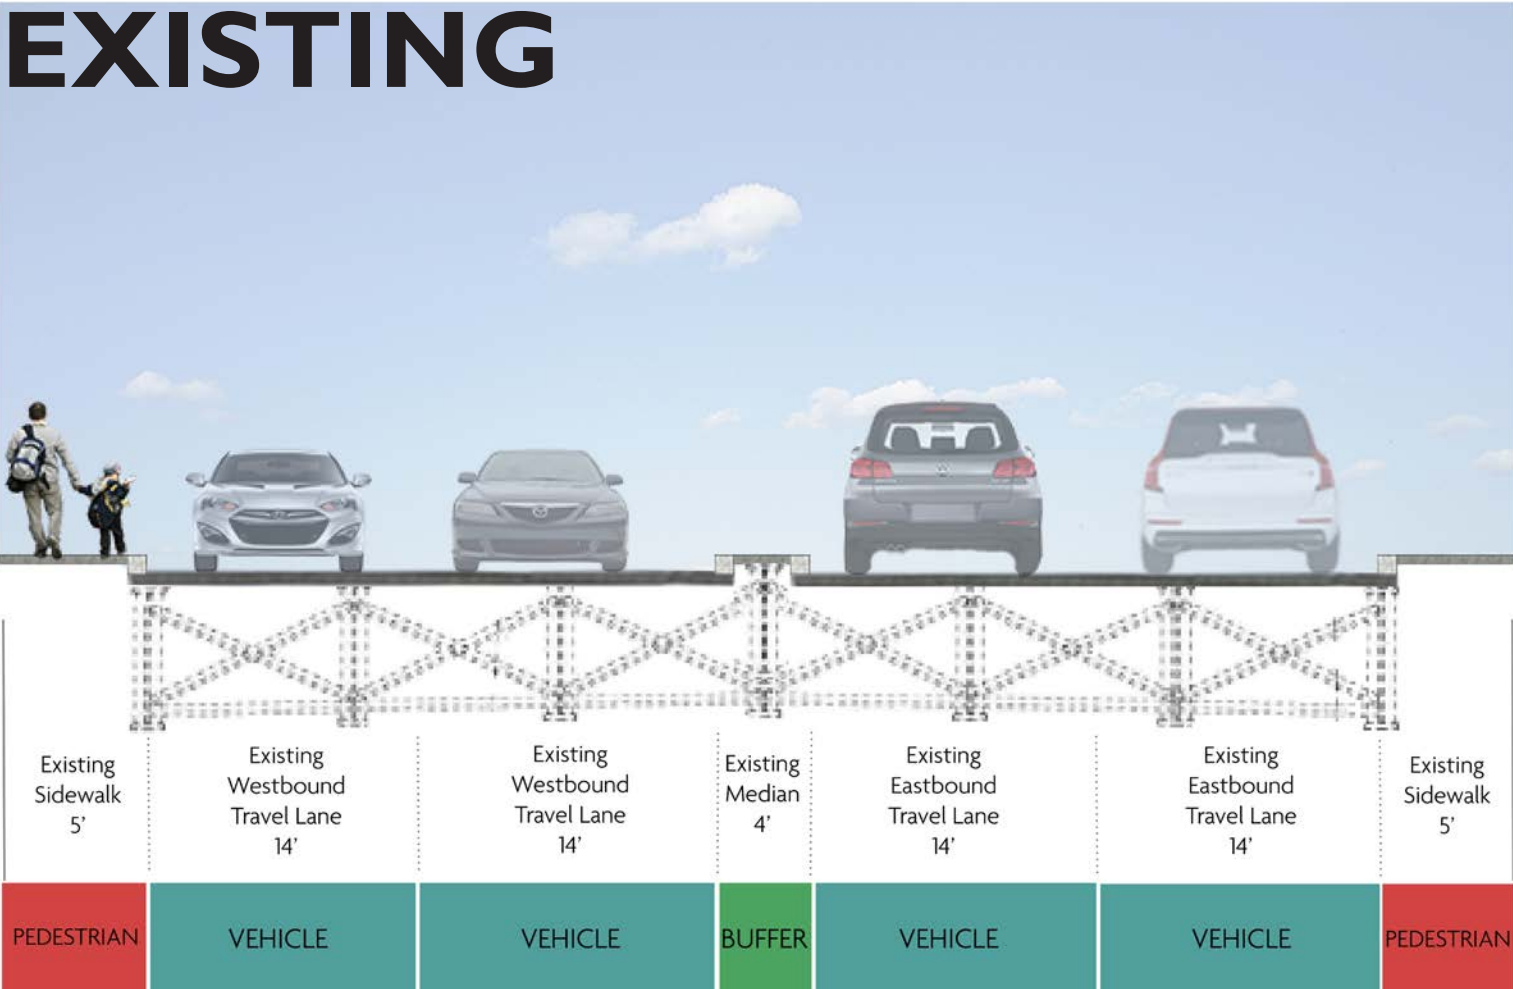 EXISTING
Existing
Sidewalk
5’
Existing
Westbound
Travel Lane
14’
Existing
Westbound
Travel Lane
14’
Existing
Median
4’
Existing
Eastbound
Travel Lane
14’
Existing
Eastbound
Travel Lane
14’
Existing
Sidewalk
5’
PEDESTRIAN
VEHICLE
VEHICLE
BUFFER
VEHICLE
VEHICLE
PEDESTRIAN